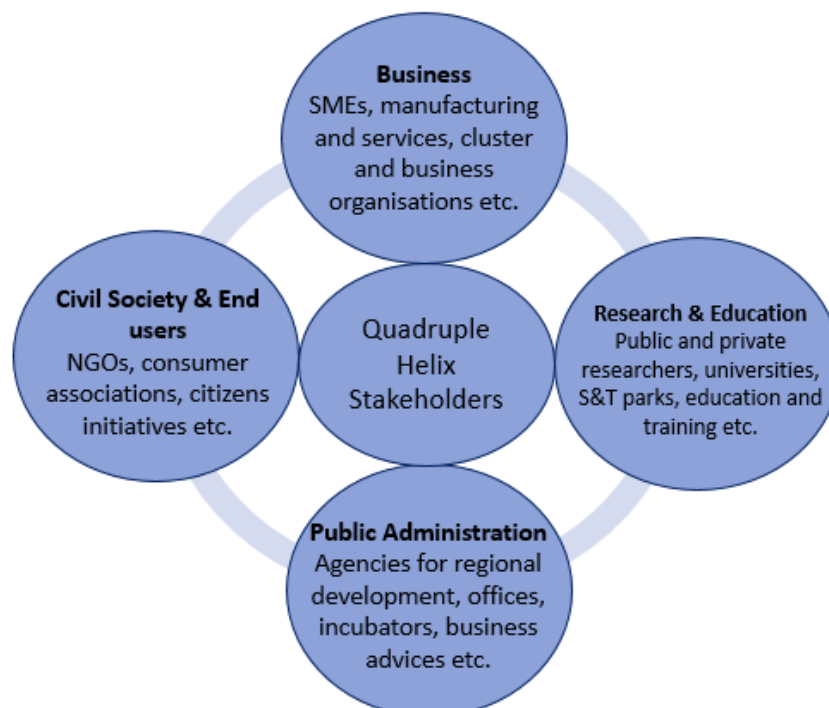 Business
SMEs, manufacturing
and services, cluster
and business
organisations etc.
Civil Society & End
users
NGOs, consumer
associations, citizens
initiatives etc.
Quadruple
Helix
Stakeholders
Research & Education
Public and private
researchers, universities,
S&T parks, education and
training etc.
Public Administration
Agencies for regional
development, offices,
incubators, business
advices etc.